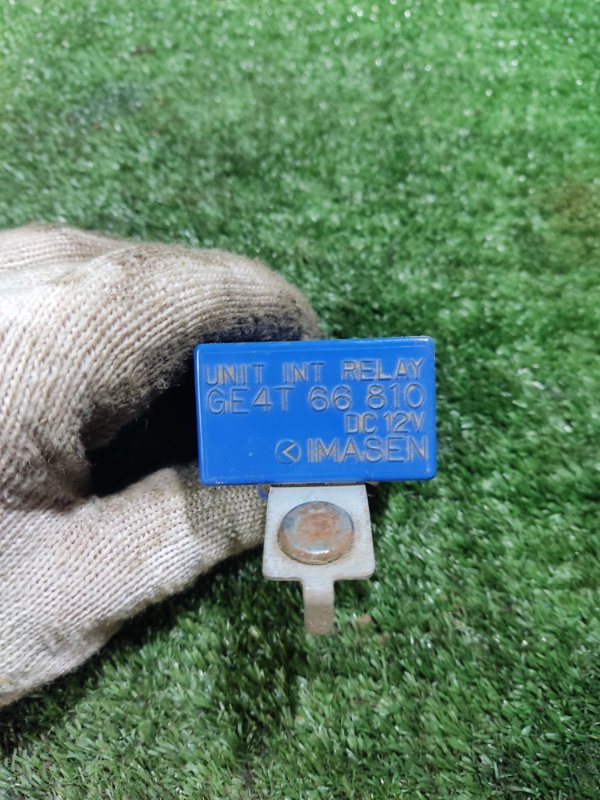 UNIT INT RELAY
GE4T 66 810
DC 12V
IMASEN